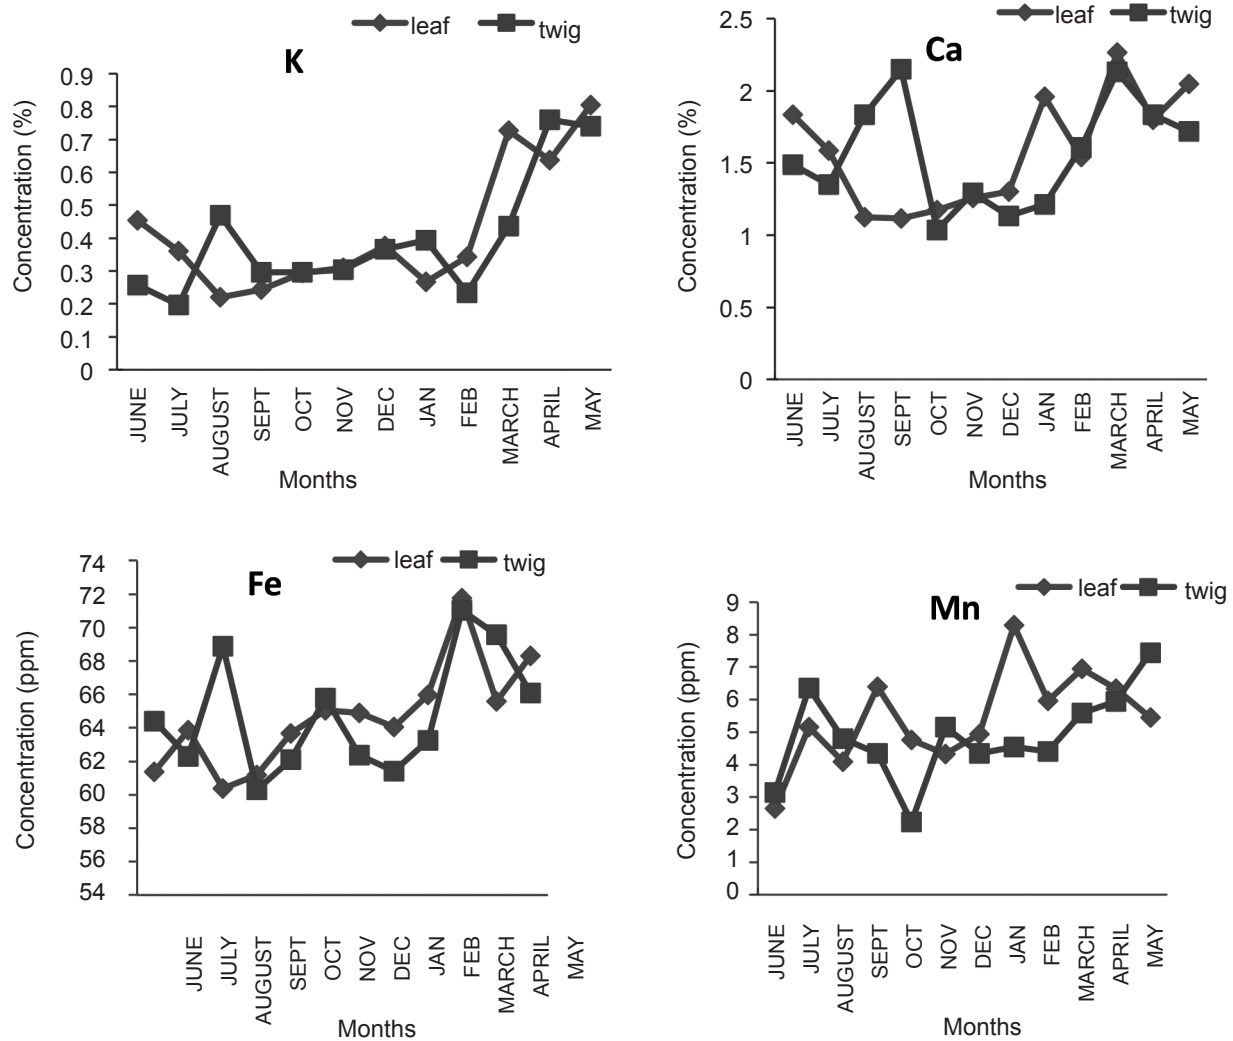 leaf twig
K
Concentration (%)
0.9
0.8
0.7
0.6
0.5
0.4
0.3
0.2
0.1
0
JUNE
JULY
AUGUST
SEPT
OCT
NOV
DEC
JAN
FEB
MARCH
APRIL
MAY
Months
leaf twig
Ca
Concentration (%)
2.5
2
1.5
1
0.5
0
JUNE
JULY
AUGUST
SEPT
OCT
NOV
DEC
JAN
FEB
MARCH
APRIL
MAY
Months
leaf twig
Fe
Concentration (ppm)
74
72
70
68
66
64
62
60
58
56
54
JUNE
JULY
AUGUST
SEPT
OCT
NOV
DEC
JAN
FEB
MARCH
APRIL
MAY
Months
leaf twig
Mn
Concentration (ppm)
9
8
7
6
5
4
3
2
1
0
JUNE
JULY
AUGUST
SEPT
OCT
NOV
DEC
JAN
FEB
MARCH
APRIL
MAY
Months